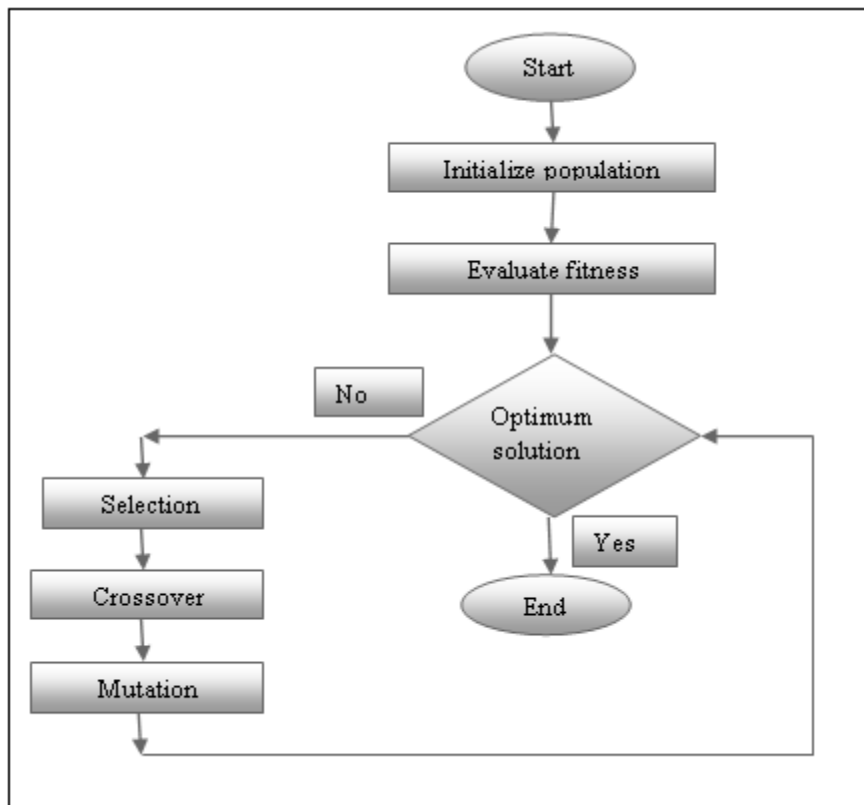 Start
Initialize population
Evaluate fitness
No
Optimum
solution
Selection
Yes
Crossover
End
Mutation